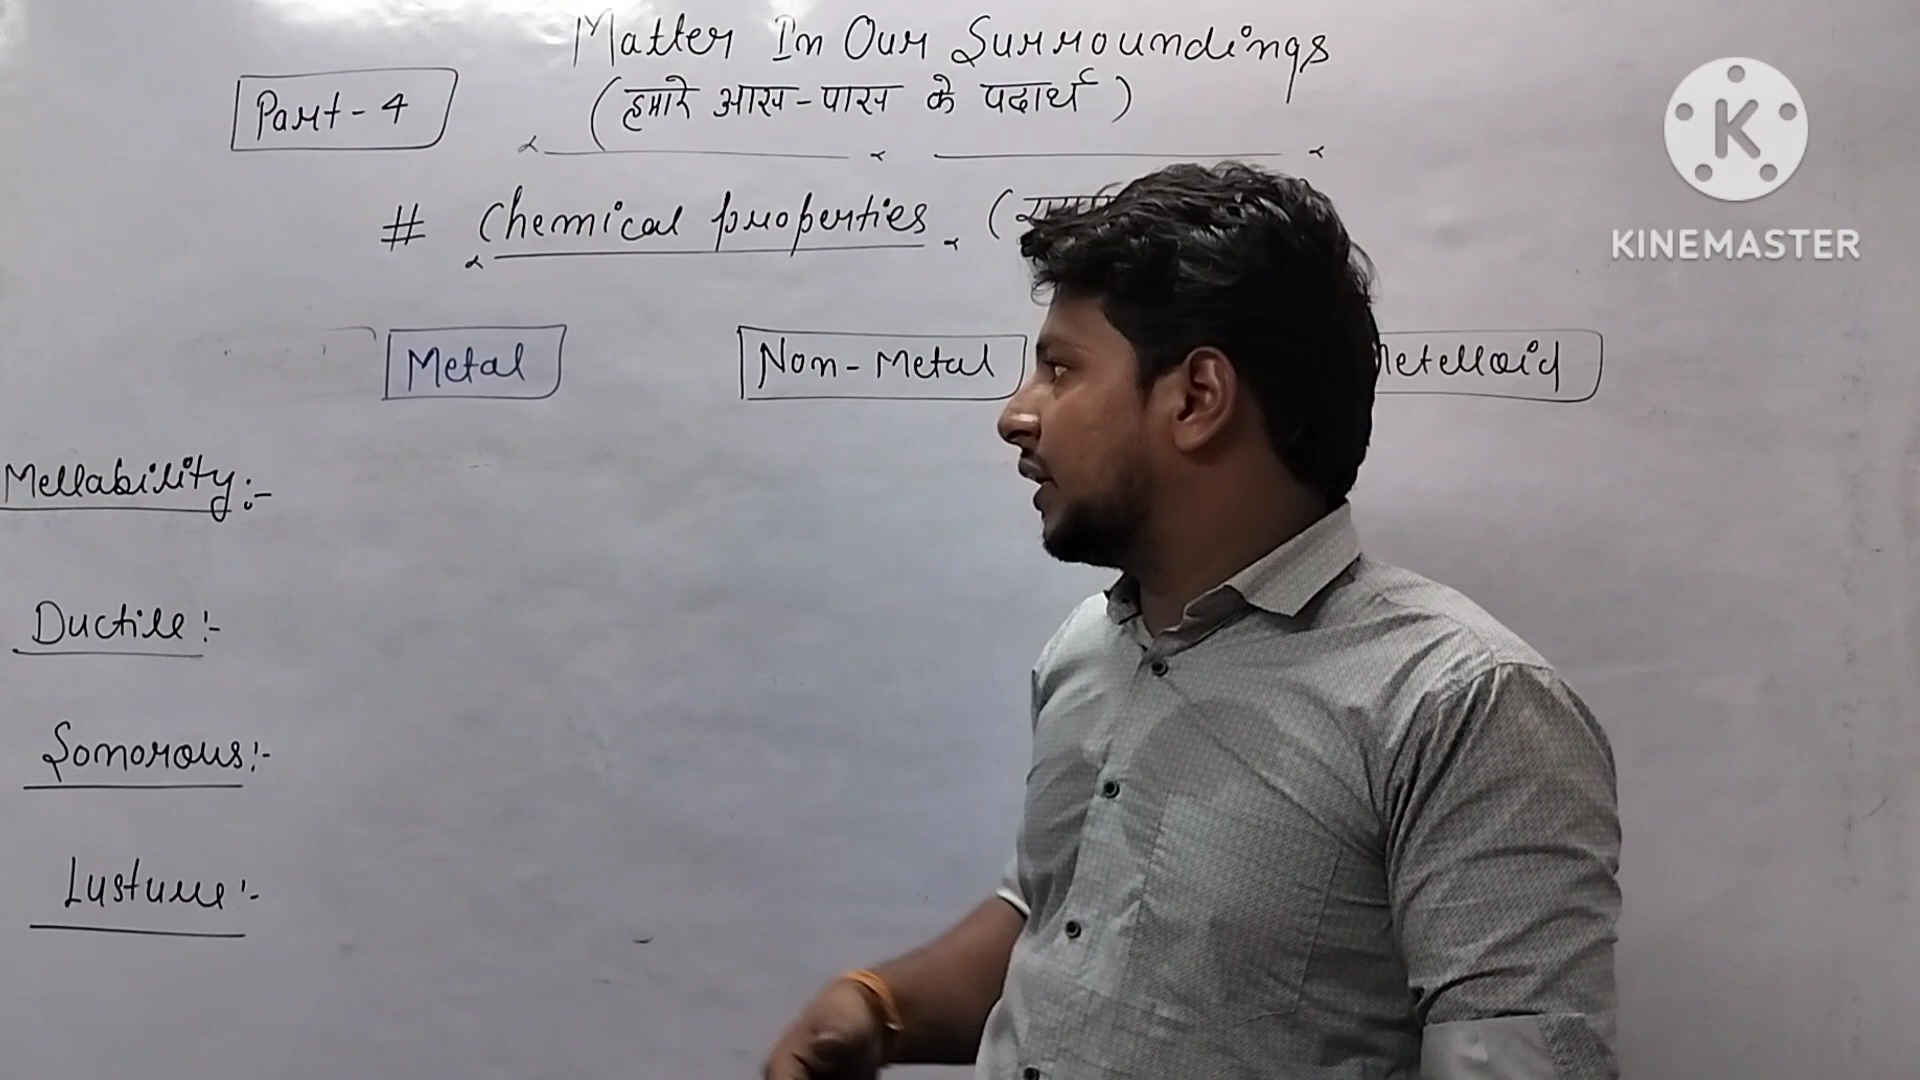 Matter In Our Surroundings
Part-4
(हमारे आस-पास के पदार्थ)
# Chemical properties (
Metal
Non-Metal
Metelloid
Mellability:-
Ductile:-
Sonorous:-
Lusture:-
K
KINEMASTER